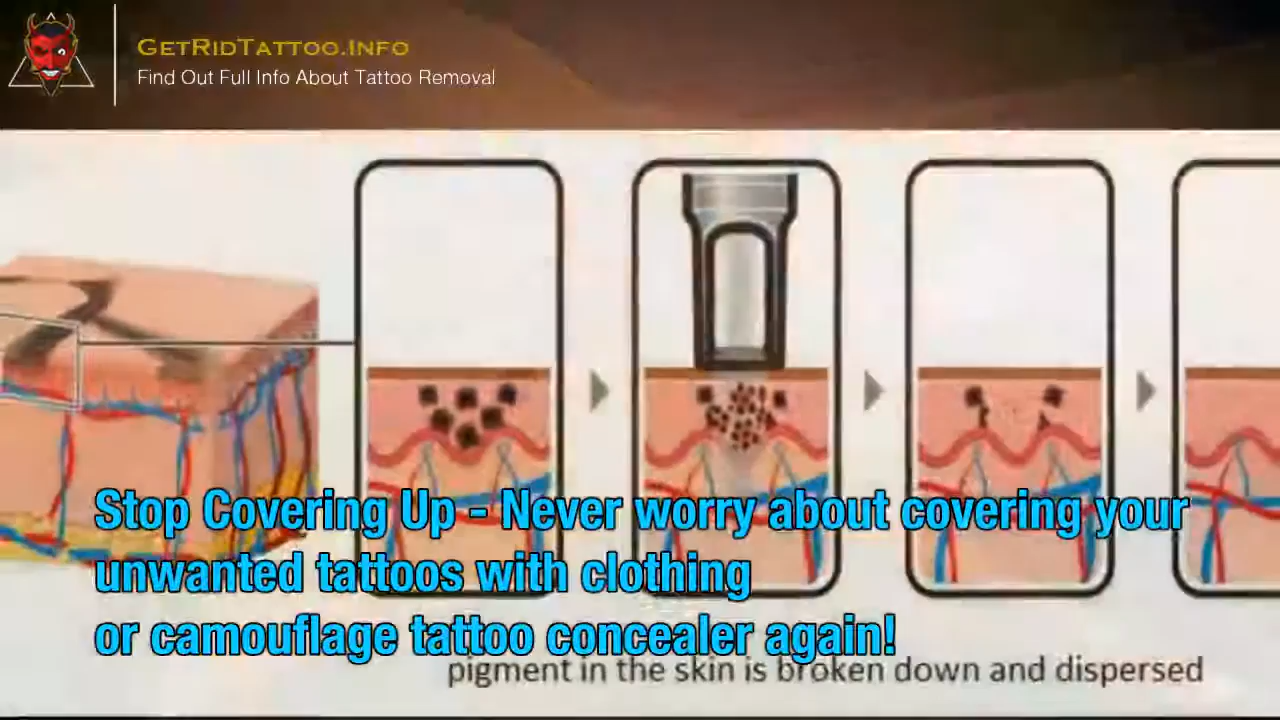 GetRidTattoo.Info
Find Out Full Info About Tattoo Removal
Stop Covering Up - Never worry about covering your
unwanted tattoos with clothing
or camouflage tattoo concealer again!
pigment in the skin is broken down and dispersed